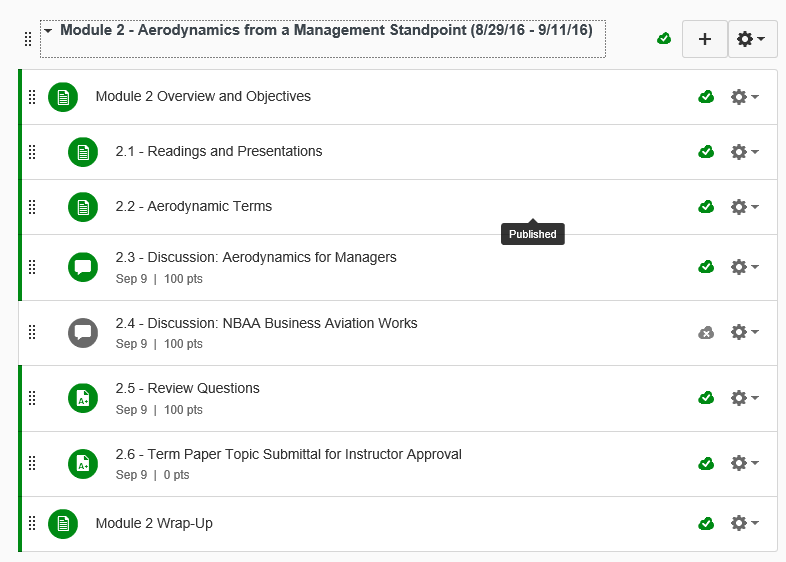 Module 2 - Aerodynamics from a Management Standpoint (8/29/16 - 9/11/16)
Module 2 Overview and Objectives
2.1 - Readings and Presentations
2.2 - Aerodynamic Terms
Published
2.3 - Discussion: Aerodynamics for Managers
Sep 9 | 100 pts
2.4 - Discussion: NBAA Business Aviation Works
Sep 9 | 100 pts
2.5 - Review Questions
Sep 9 | 100 pts
2.6 - Term Paper Topic Submittal for Instructor Approval
Sep 9 | 0 pts
Module 2 Wrap-Up